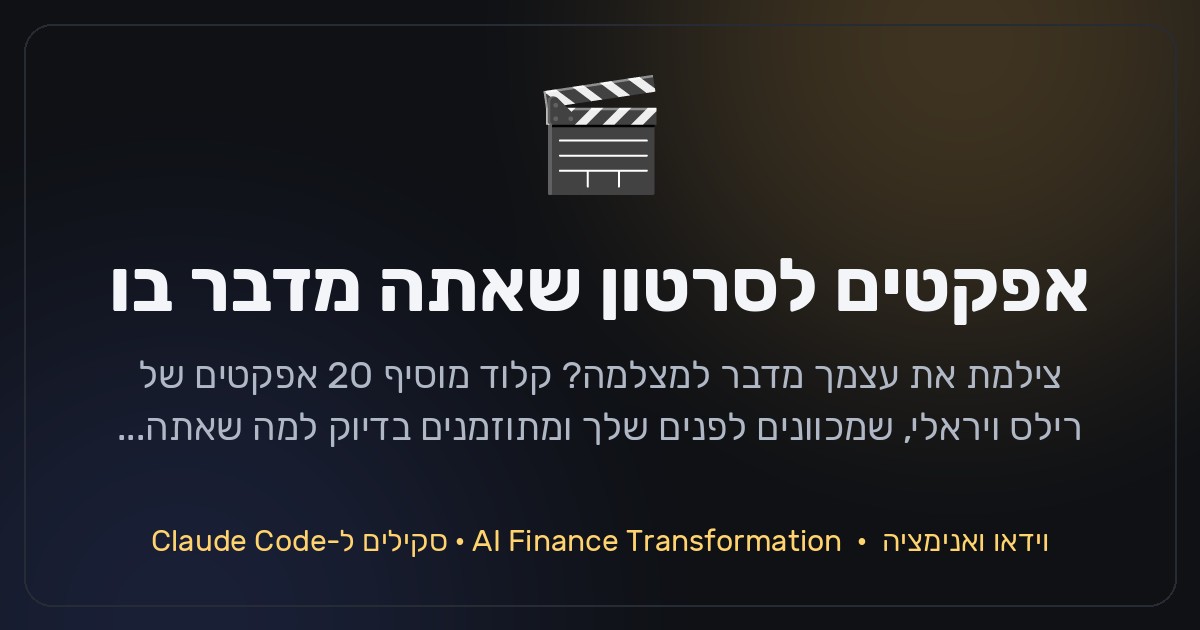 אפקטים לסרטון שאתה מדבר בו
צילמת את עצמך מדבר למצלמה? קלוד מוסיף 20 אפקטים של
רילס ויראלי, שמכוונים לפנים שלך ומתוזמנים בדיוק למה שאתה...
וידאו ואנימציה • AI Finance Transformation • סקילים ל-Claude Code